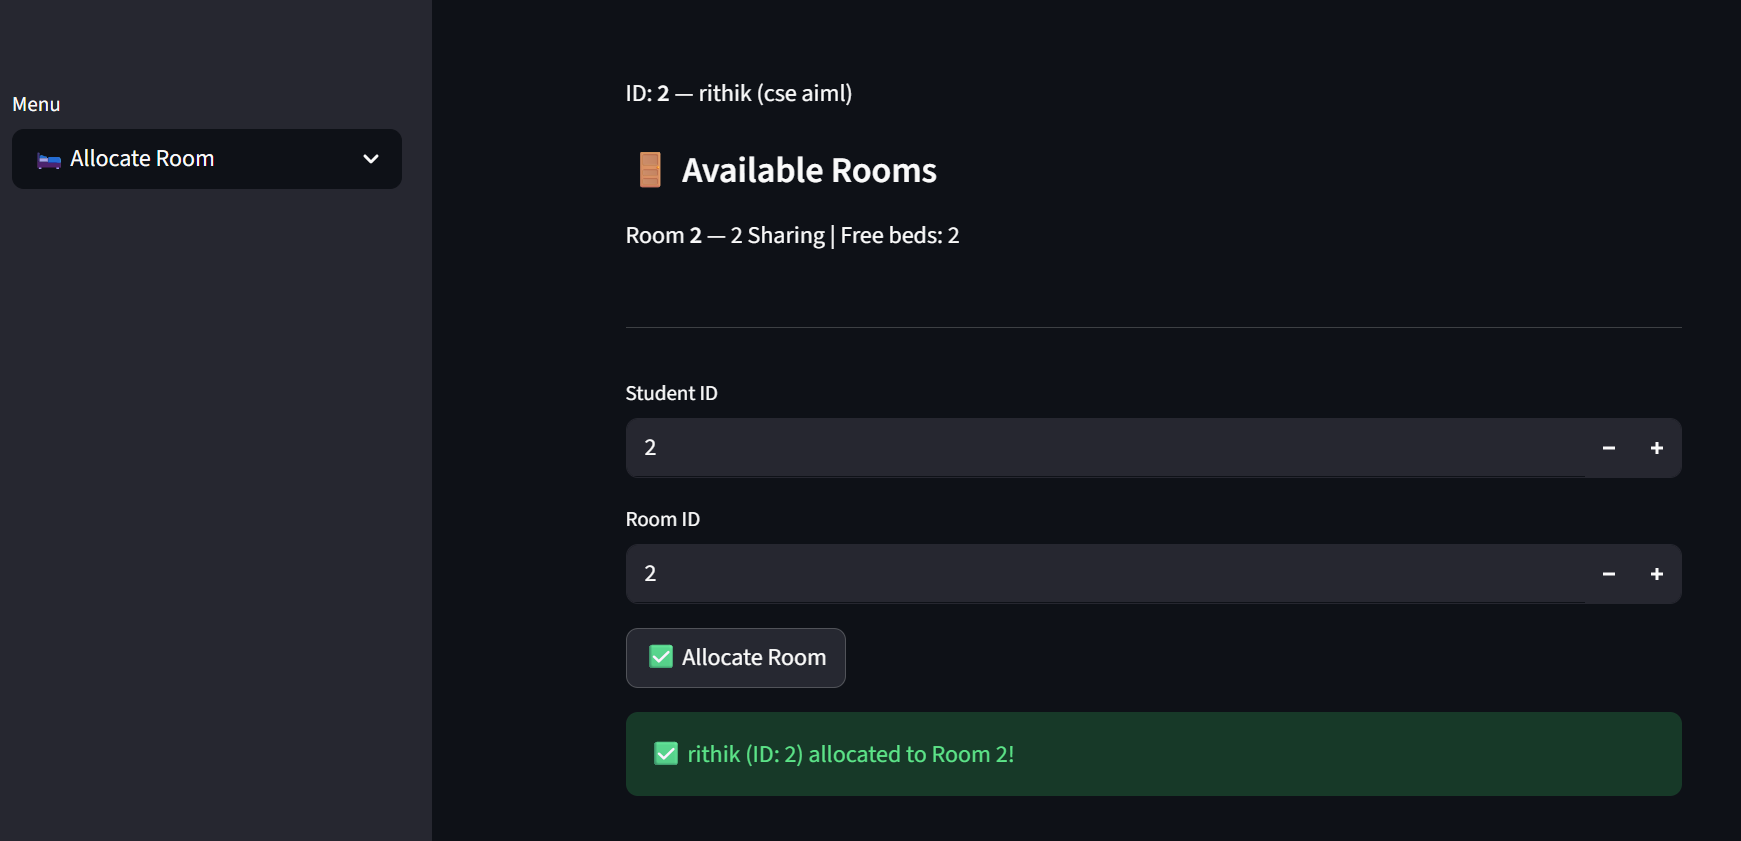 Menu
Allocate Room
ID: 2 — rithik (cse aiml)
Available Rooms
Room 2 — 2 Sharing | Free beds: 2
Student ID
2
Room ID
2
Allocate Room
rithik (ID: 2) allocated to Room 2!